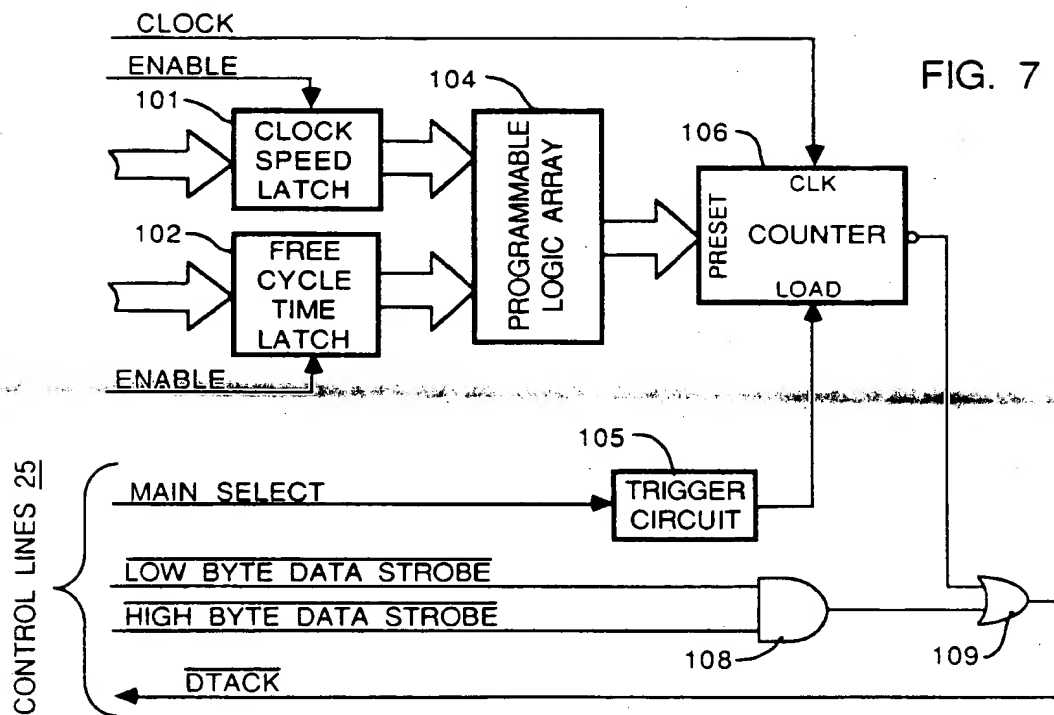 CLOCK
ENABLE
FIG. 7
101
CLOCK
SPEED
LATCH
104
PROGRAMMABLE
LOGIC ARRAY
106
CLK
PRESET
COUNTER
LOAD
102
FREE
CYCLE
TIME
LATCH
ENABLE
105
TRIGGER
CIRCUIT
CONTROL LINES 25
MAIN SELECT
LOW BYTE DATA STROBE
HIGH BYTE DATA STROBE
108
109
DTACK